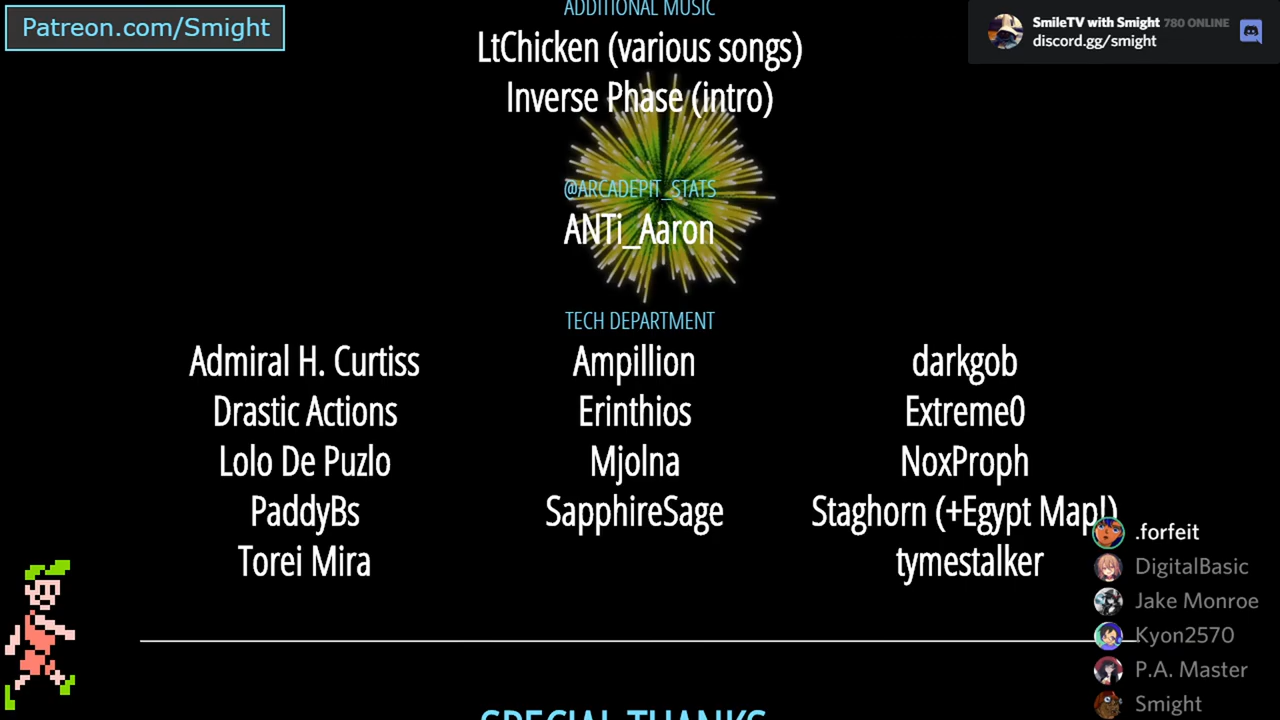 Patreon.com/Smight
SmileTV with Smight 780 ONLINE
discord.gg/smight
ADDITIONAL MUSIC
LtChicken (various songs)
Inverse Phase (intro)
@ARCADEPIT_STATS
ANTi_Aaron
TECH DEPARTMENT
Admiral H. Curtiss Ampillion darkgob
Drastic Actions Erinthios Extreme0
Lolo De Puzlo Mjolna NoxProph
PaddyBs SapphireSage Staghorn (+Egypt Map!)
Torei Mira tymestalker
.forfeit
DigitalBasic
Jake Monroe
Kyon2570
P.A. Master
Smight
SPECIAL THANKS